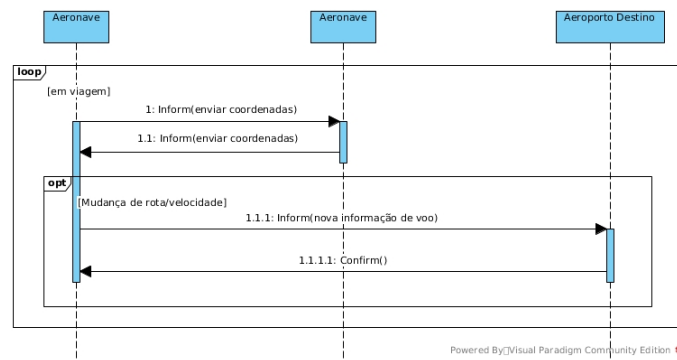 Aeronave
Aeronave
Aeroporto Destino
loop
[em viagem]
1: Inform(enviar coordenadas)
1.1: Inform(enviar coordenadas)
opt
[Mudança de rota/velocidade]
1.1.1: Inform(nova informação de voo)
1.1.1.1: Confirm()
Powered By Visual Paradigm Community Edition